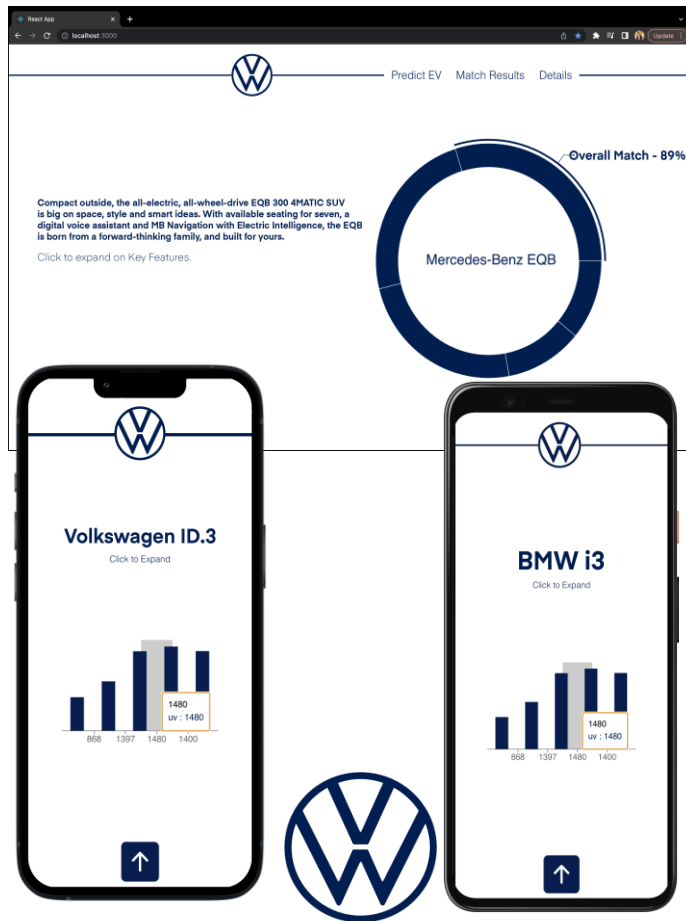 React App
localhost:3000
Update
Predict EV Match Results Details
Overall Match - 89%
Compact outside, the all-electric, all-wheel-drive EQB 300 4MATIC SUV
is big on space, style and smart ideas. With available seating for seven, a
digital voice assistant and MB Navigation with Electric Intelligence, the EQB
is born from a forward-thinking family, and built for yours.
Click to expand on Key Features.
Mercedes-Benz EQB
Volkswagen ID.3
Click to Expand
1480
uv : 1480
868 1397 1480 1400
BMW i3
Click to Expand
1480
uv : 1480
868 1397 1480 1400